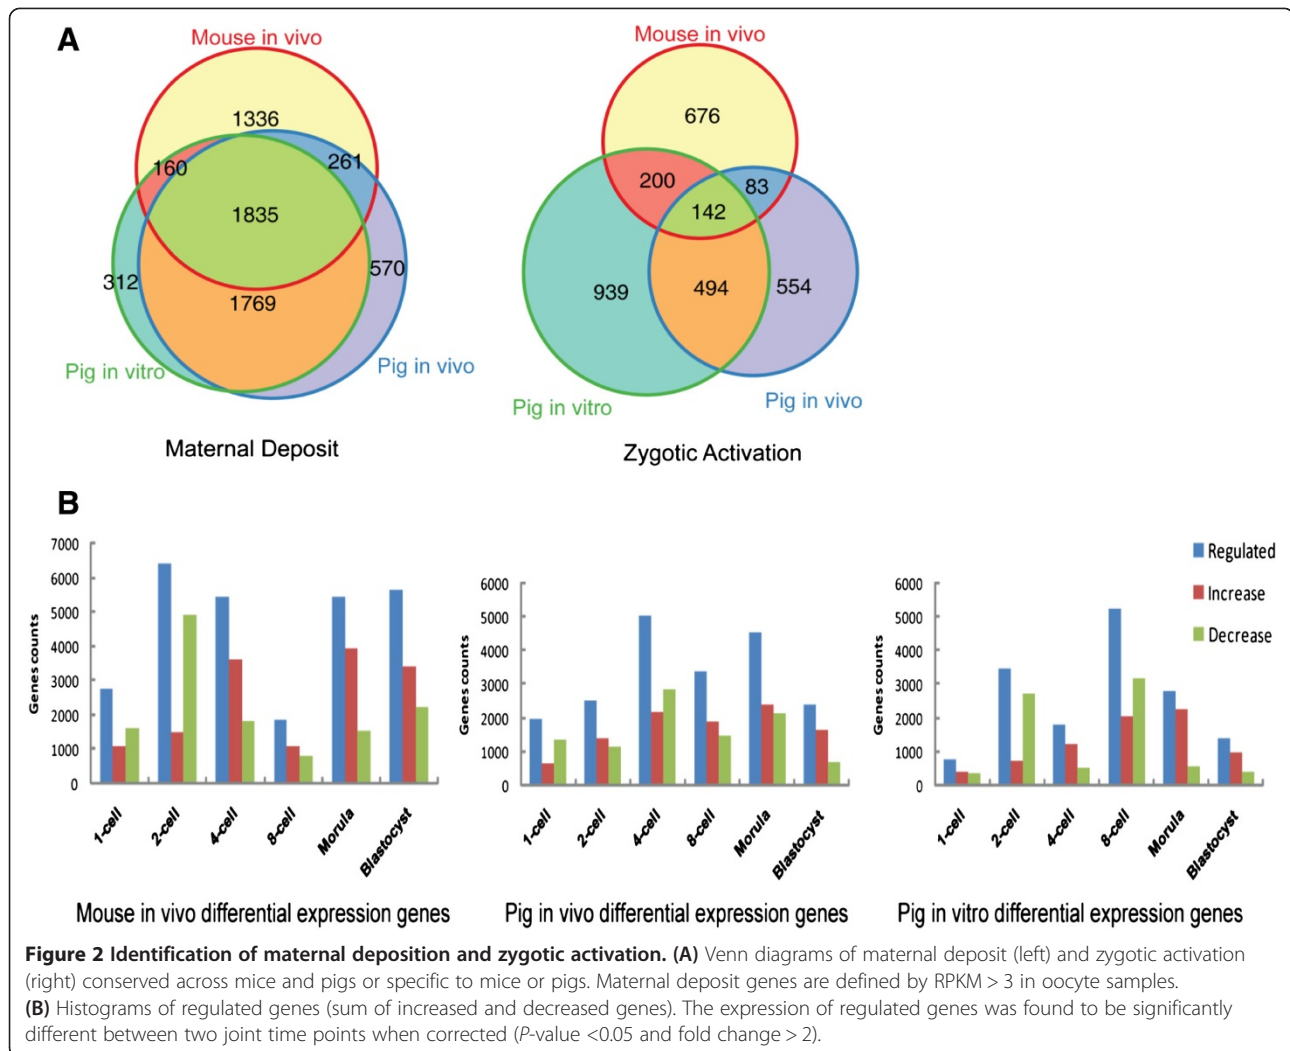 A
Mouse in vivo
1336
160
261
1835
312
570
1769
Pig in vitro
Pig in vivo
Maternal Deposit
Mouse in vivo
676
200
83
142
939
494
554
Pig in vitro
Pig in vivo
Zygotic Activation
B
Genes counts
7000
6000
5000
4000
3000
2000
1000
0
1-cell
2-cell
4-cell
8-cell
Morula
Blastocyst
Mouse in vivo differential expression genes
Genes counts
6000
5000
4000
3000
2000
1000
0
1-cell
2-cell
4-cell
8-cell
Morula
Blastocyst
Pig in vivo differential expression genes
Genes counts
6000
5000
4000
3000
2000
1000
0
1-cell
2-cell
4-cell
8-cell
Morula
Blastocyst
Pig in vitro differential expression genes
Regulated
Increase
Decrease
Figure 2 Identification of maternal deposition and zygotic activation. (A) Venn diagrams of maternal deposit (left) and zygotic activation
(right) conserved across mice and pigs or specific to mice or pigs. Maternal deposit genes are defined by RPKM > 3 in oocyte samples.
(B) Histograms of regulated genes (sum of increased and decreased genes). The expression of regulated genes was found to be significantly
different between two joint time points when corrected (P-value <0.05 and fold change > 2).